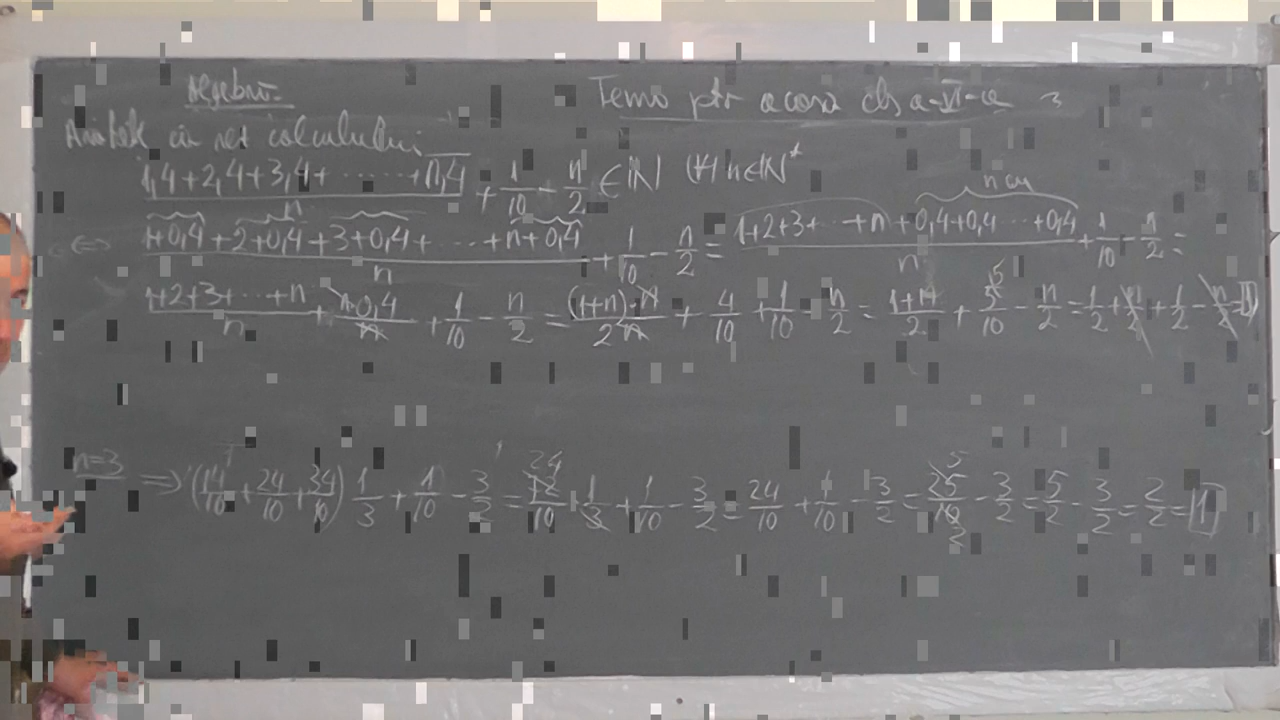 Algebră
Temă ptr acasă cls a-VI-a
Arătați că rez calculului:
(1,4+2,4+3,4+ ...... +n,4)/n + 1/10 - n/2 ∈ ℕ (∀) n∈ℕ*
⇔ (1+0,4+2+0,4+3+0,4+ ... +n+0,4)/n + 1/10 - n/2 = (1+2+3+ ... +n+0,4+0,4 ... +0,4)/n + 1/10 - n/2 =
(1+2+3+ ... +n)/n + n·0,4/n + 1/10 - n/2 = (1+n)·n/2n + 4/10 + 1/10 - n/2 = (1+n)/2 + 5/10 - n/2 = 1/2 + n/2 + 1/2 - n/2 = 1
n=3 ⟹ (14/10 + 24/10 + 34/10) 1/3 + 1/10 - 3/2 = 72/10 · 1/3 + 1/10 - 3/2 = 24/10 + 1/10 - 3/2 = 25/10 - 3/2 = 5/2 - 3/2 = 2/2 = 1